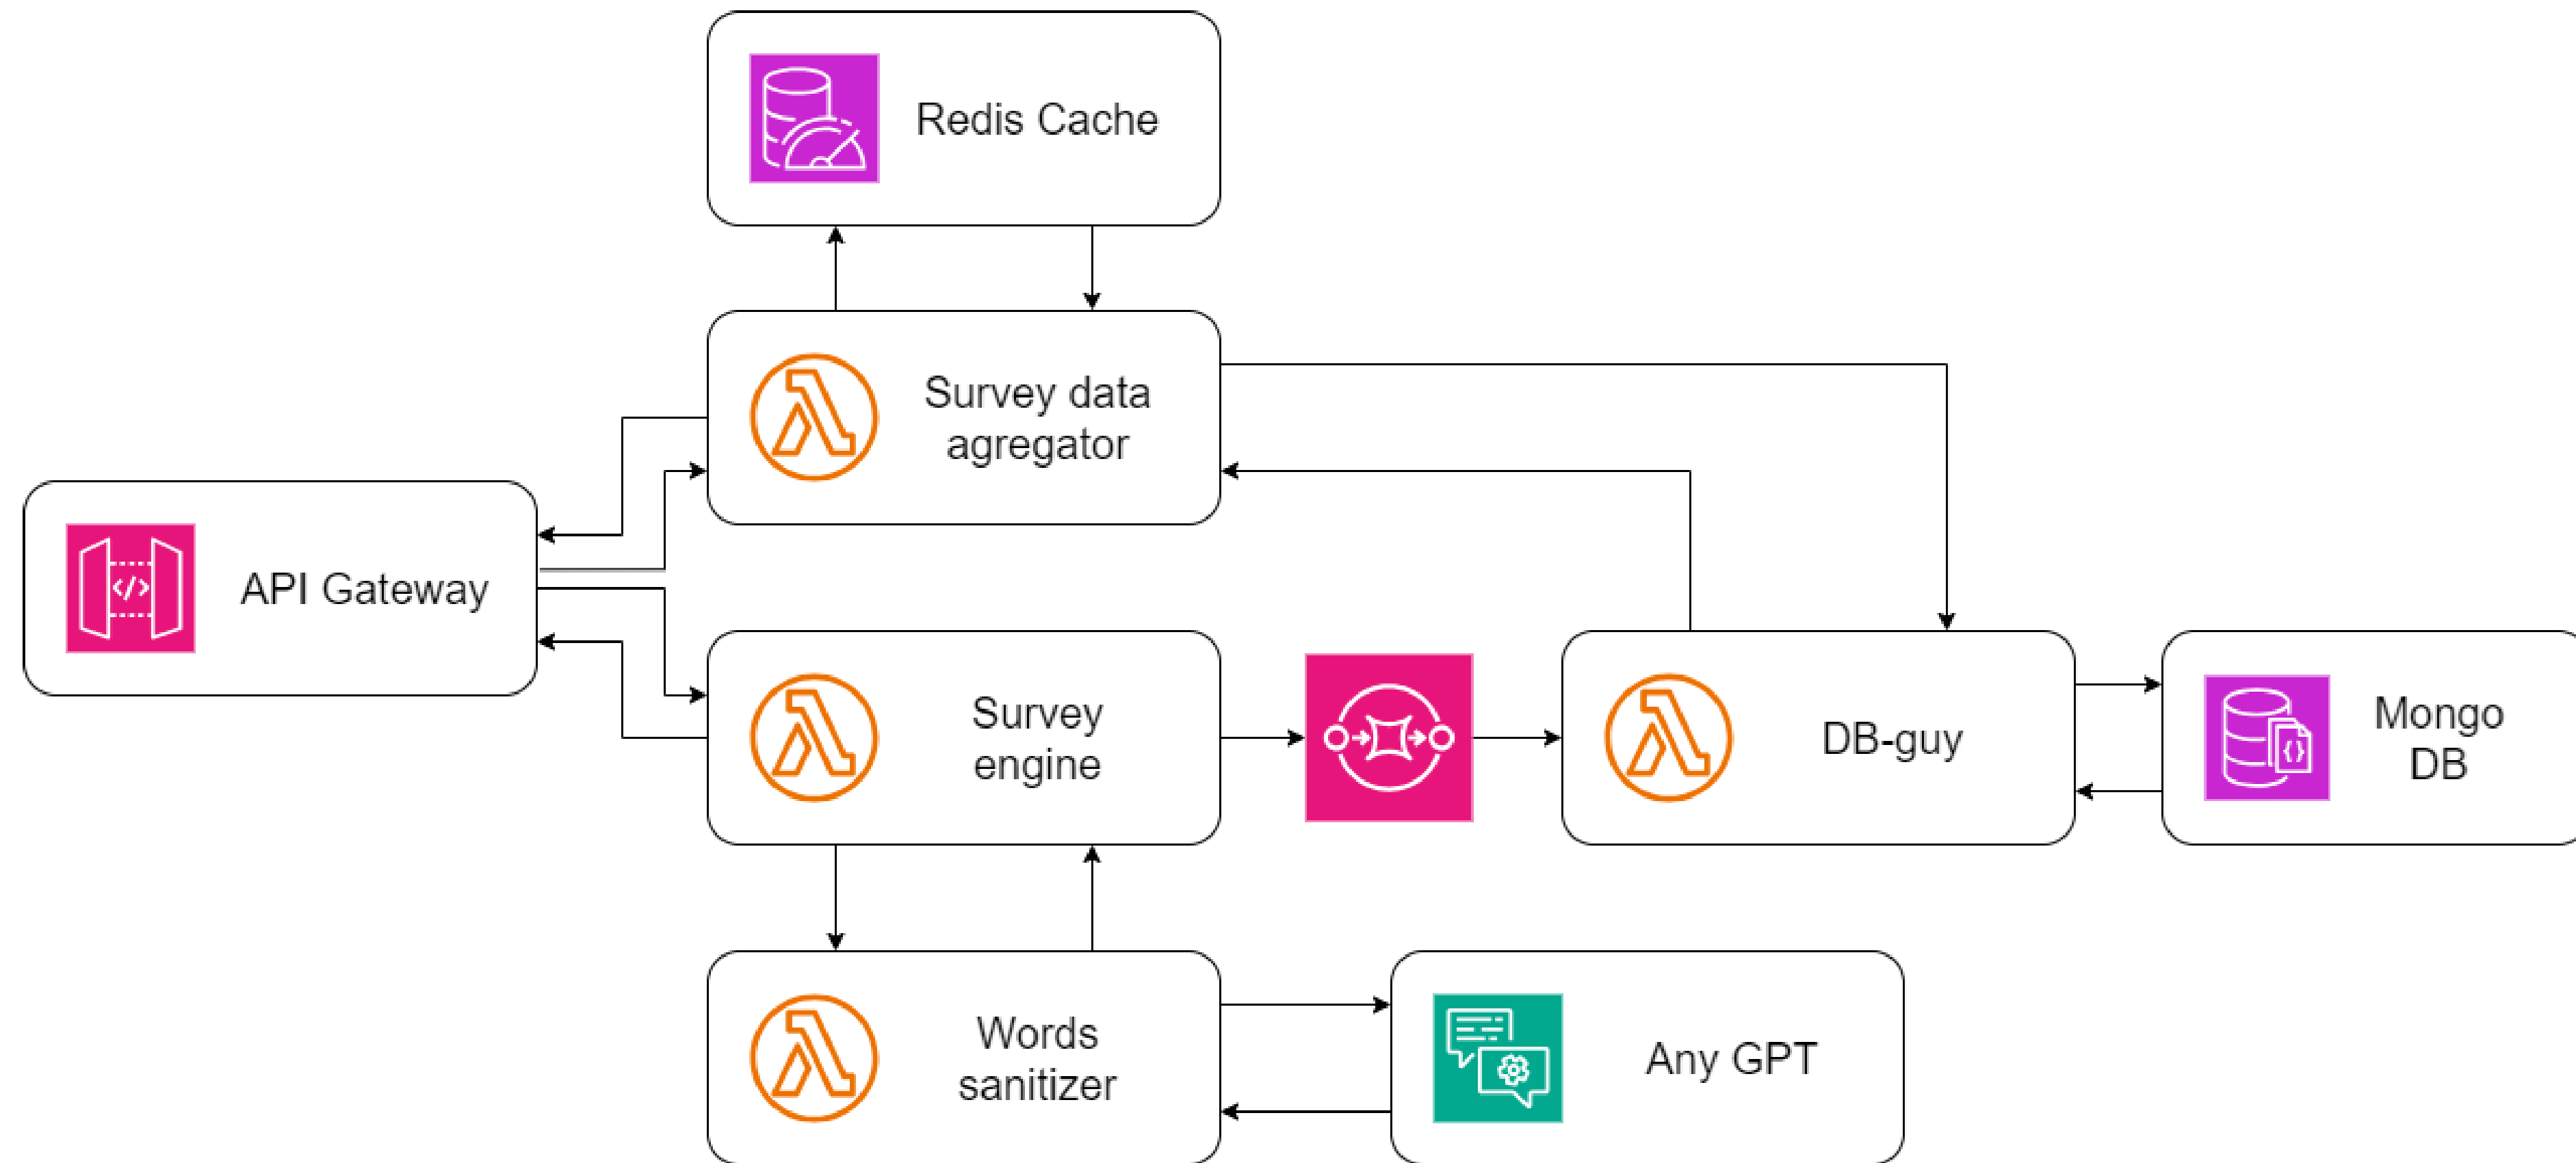 Redis Cache
Survey data
agregator
API Gateway
</>
Survey
engine
DB-guy
{}
Mongo
DB
Words
sanitizer
Any GPT